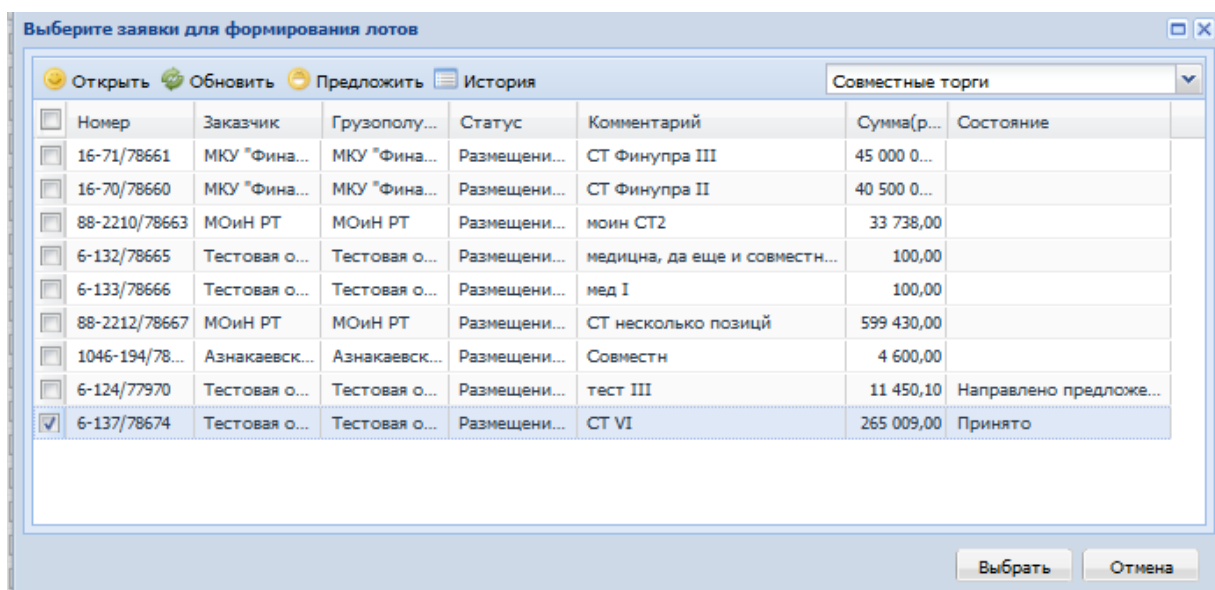 Выберите заявки для формирования лотов
Открыть Обновить Предложить История Совместные торги
Номер Заказчик Грузополу... Статус Комментарий Сумма(р... Состояние
16-71/78661 МКУ "Фина... МКУ "Фина... Размещени... СТ Финупра III 45 000 0...
16-70/78660 МКУ "Фина... МКУ "Фина... Размещени... СТ Финупра II 40 500 0...
88-2210/78663 МОиН РТ МОиН РТ Размещени... моин СТ2 33 738,00
6-132/78665 Тестовая о... Тестовая о... Размещени... медицна, да еще и совместн... 100,00
6-133/78666 Тестовая о... Тестовая о... Размещени... мед I 100,00
88-2212/78667 МОиН РТ МОиН РТ Размещени... СТ несколько позицй 599 430,00
1046-194/78... Азнакаевск... Азнакаевск... Размещени... Совместн 4 600,00
6-124/77970 Тестовая о... Тестовая о... Размещени... тест III 11 450,10 Направлено предложе...
6-137/78674 Тестовая о... Тестовая о... Размещени... СТ VI 265 009,00 Принято
Выбрать Отмена